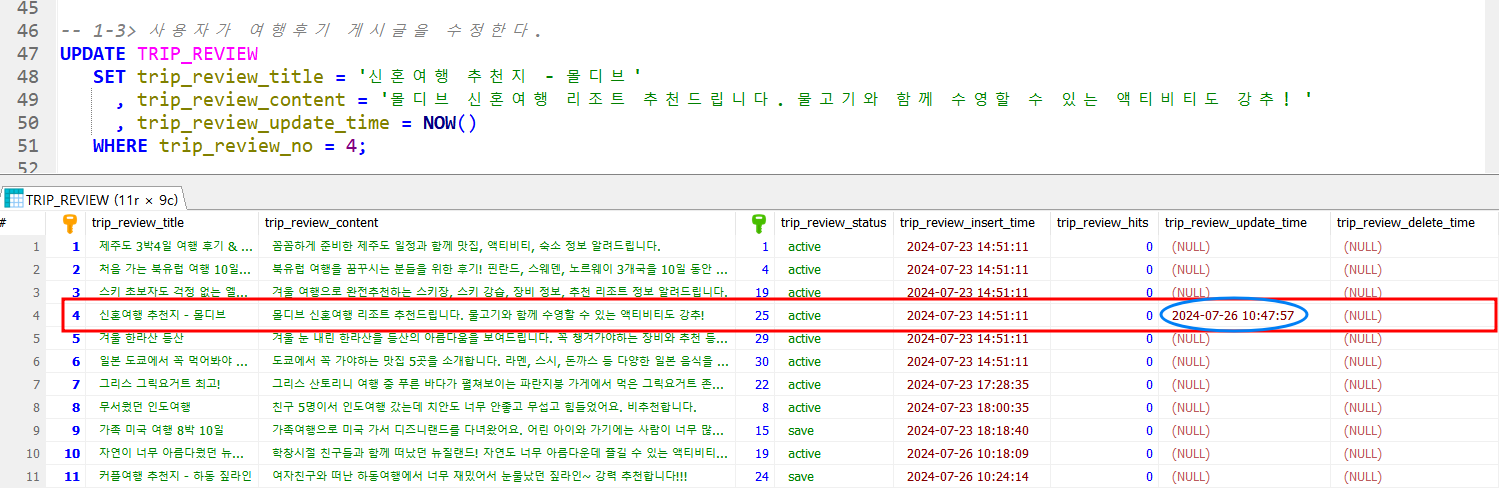 45
46 -- 1-3> 사용자가 여행후기 게시글을 수정한다.
47 UPDATE TRIP_REVIEW
48 SET trip_review_title = '신혼여행 추천지 - 몰디브'
49 , trip_review_content = '몰디브 신혼여행 리조트 추천드립니다. 물고기와 함께 수영할 수 있는 액티비티도 강추! '
50 , trip_review_update_time = NOW()
51 WHERE trip_review_no = 4;
52
TRIP_REVIEW (11r × 9c)
# trip_review_title trip_review_content trip_review_status trip_review_insert_time trip_review_hits trip_review_update_time trip_review_delete_time
1 1 제주도 3박4일 여행 후기 & ... 꼼꼼하게 준비한 제주도 일정과 함께 맛집, 액티비티, 숙소 정보 알려드립니다. 1 active 2024-07-23 14:51:11 0 (NULL) (NULL)
2 2 처음 가는 북유럽 여행 10일... 북유럽 여행을 꿈꾸시는 분들을 위한 후기! 핀란드, 스웨덴, 노르웨이 3개국을 10일 동안 ... 4 active 2024-07-23 14:51:11 0 (NULL) (NULL)
3 3 스키 초보자도 걱정 없는 엘... 겨울 여행으로 완전추천하는 스키장, 스키 강습, 장비 정보, 추천 리조트 정보 알려드립니다. 19 active 2024-07-23 14:51:11 0 (NULL) (NULL)
4 4 신혼여행 추천지 - 몰디브 몰디브 신혼여행 리조트 추천드립니다. 물고기와 함께 수영할 수 있는 액티비티도 강추! 25 active 2024-07-23 14:51:11 0 2024-07-26 10:47:57 (NULL)
5 5 겨울 한라산 등산 겨울 눈 내린 한라산을 등산의 아름다움을 보여드립니다. 꼭 챙겨가야하는 장비와 추천 등... 29 active 2024-07-23 14:51:11 0 (NULL) (NULL)
6 6 일본 도쿄에서 꼭 먹어봐야 ... 도쿄에서 꼭 가야하는 맛집 5곳을 소개합니다. 라멘, 스시, 돈까스 등 다양한 일본 음식을 ... 30 active 2024-07-23 14:51:11 0 (NULL) (NULL)
7 7 그리스 그릭요거트 최고! 그리스 산토리니 여행 중 푸른 바다가 펼쳐보이는 파란지붕 가게에서 먹은 그릭요거트 존... 22 active 2024-07-23 17:28:35 0 (NULL) (NULL)
8 8 무서웠던 인도여행 친구 5명이서 인도여행 갔는데 치안도 너무 안좋고 무섭고 힘들었어요. 비추천합니다. 8 active 2024-07-23 18:00:35 0 (NULL) (NULL)
9 9 가족 미국 여행 8박 10일 가족여행으로 미국 가서 디즈니랜드를 다녀왔어요. 어린 아이와 가기에는 사람이 너무 많... 15 save 2024-07-23 18:18:40 0 (NULL) (NULL)
10 10 자연이 너무 아름다웠던 뉴... 학창시절 친구들과 함께 떠났던 뉴질랜드! 자연도 너무 아름다운데 즐길 수 있는 액티비티... 19 active 2024-07-26 10:18:09 0 (NULL) (NULL)
11 11 커플여행 추천지 - 하동 짚라인 여자친구와 떠난 하동여행에서 너무 재밌어서 눈물났던 짚라인~ 강력 추천합니다!!! 24 save 2024-07-26 10:24:14 0 (NULL) (NULL)